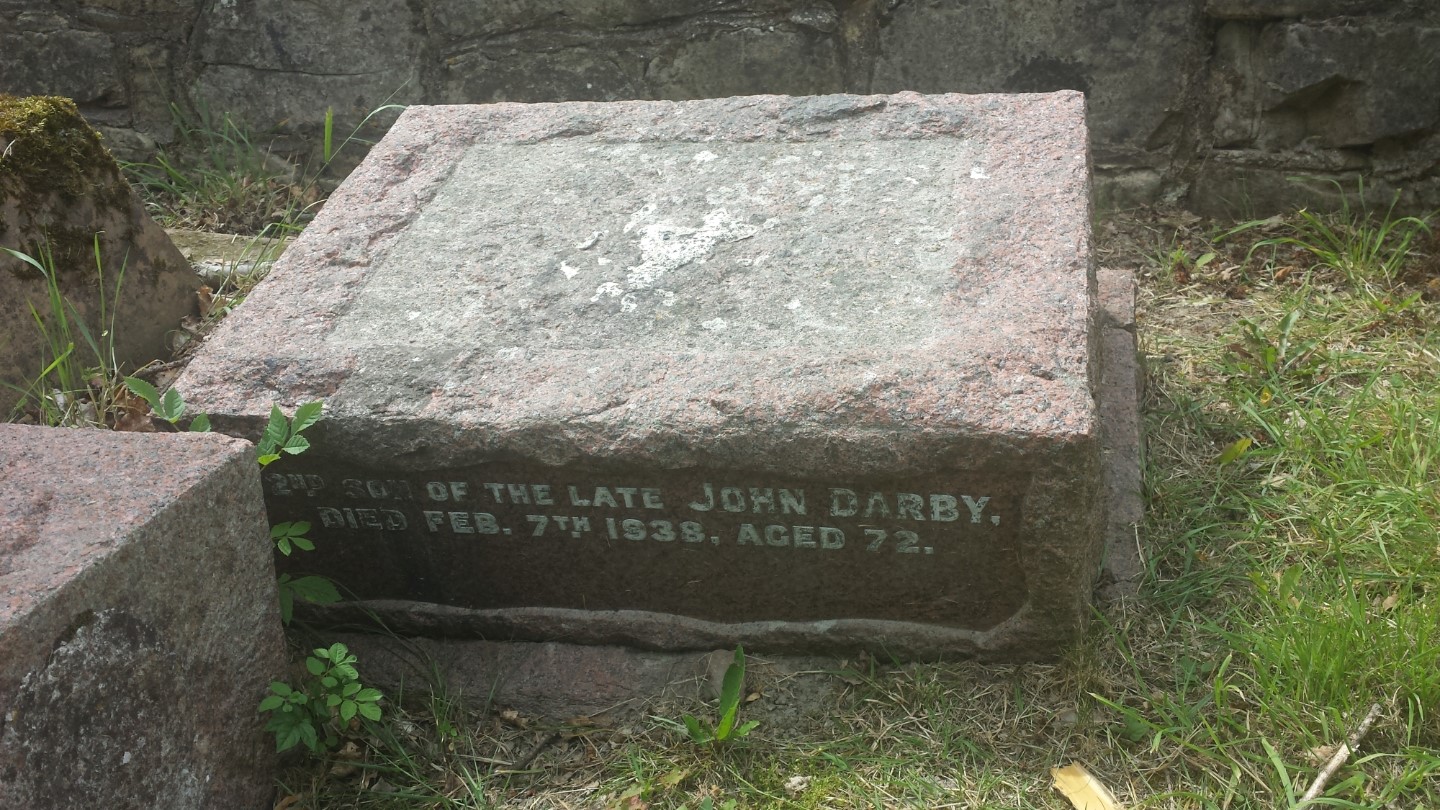 2ND SON OF THE LATE JOHN DARBY,
DIED FEB. 7TH 1938, AGED 72.